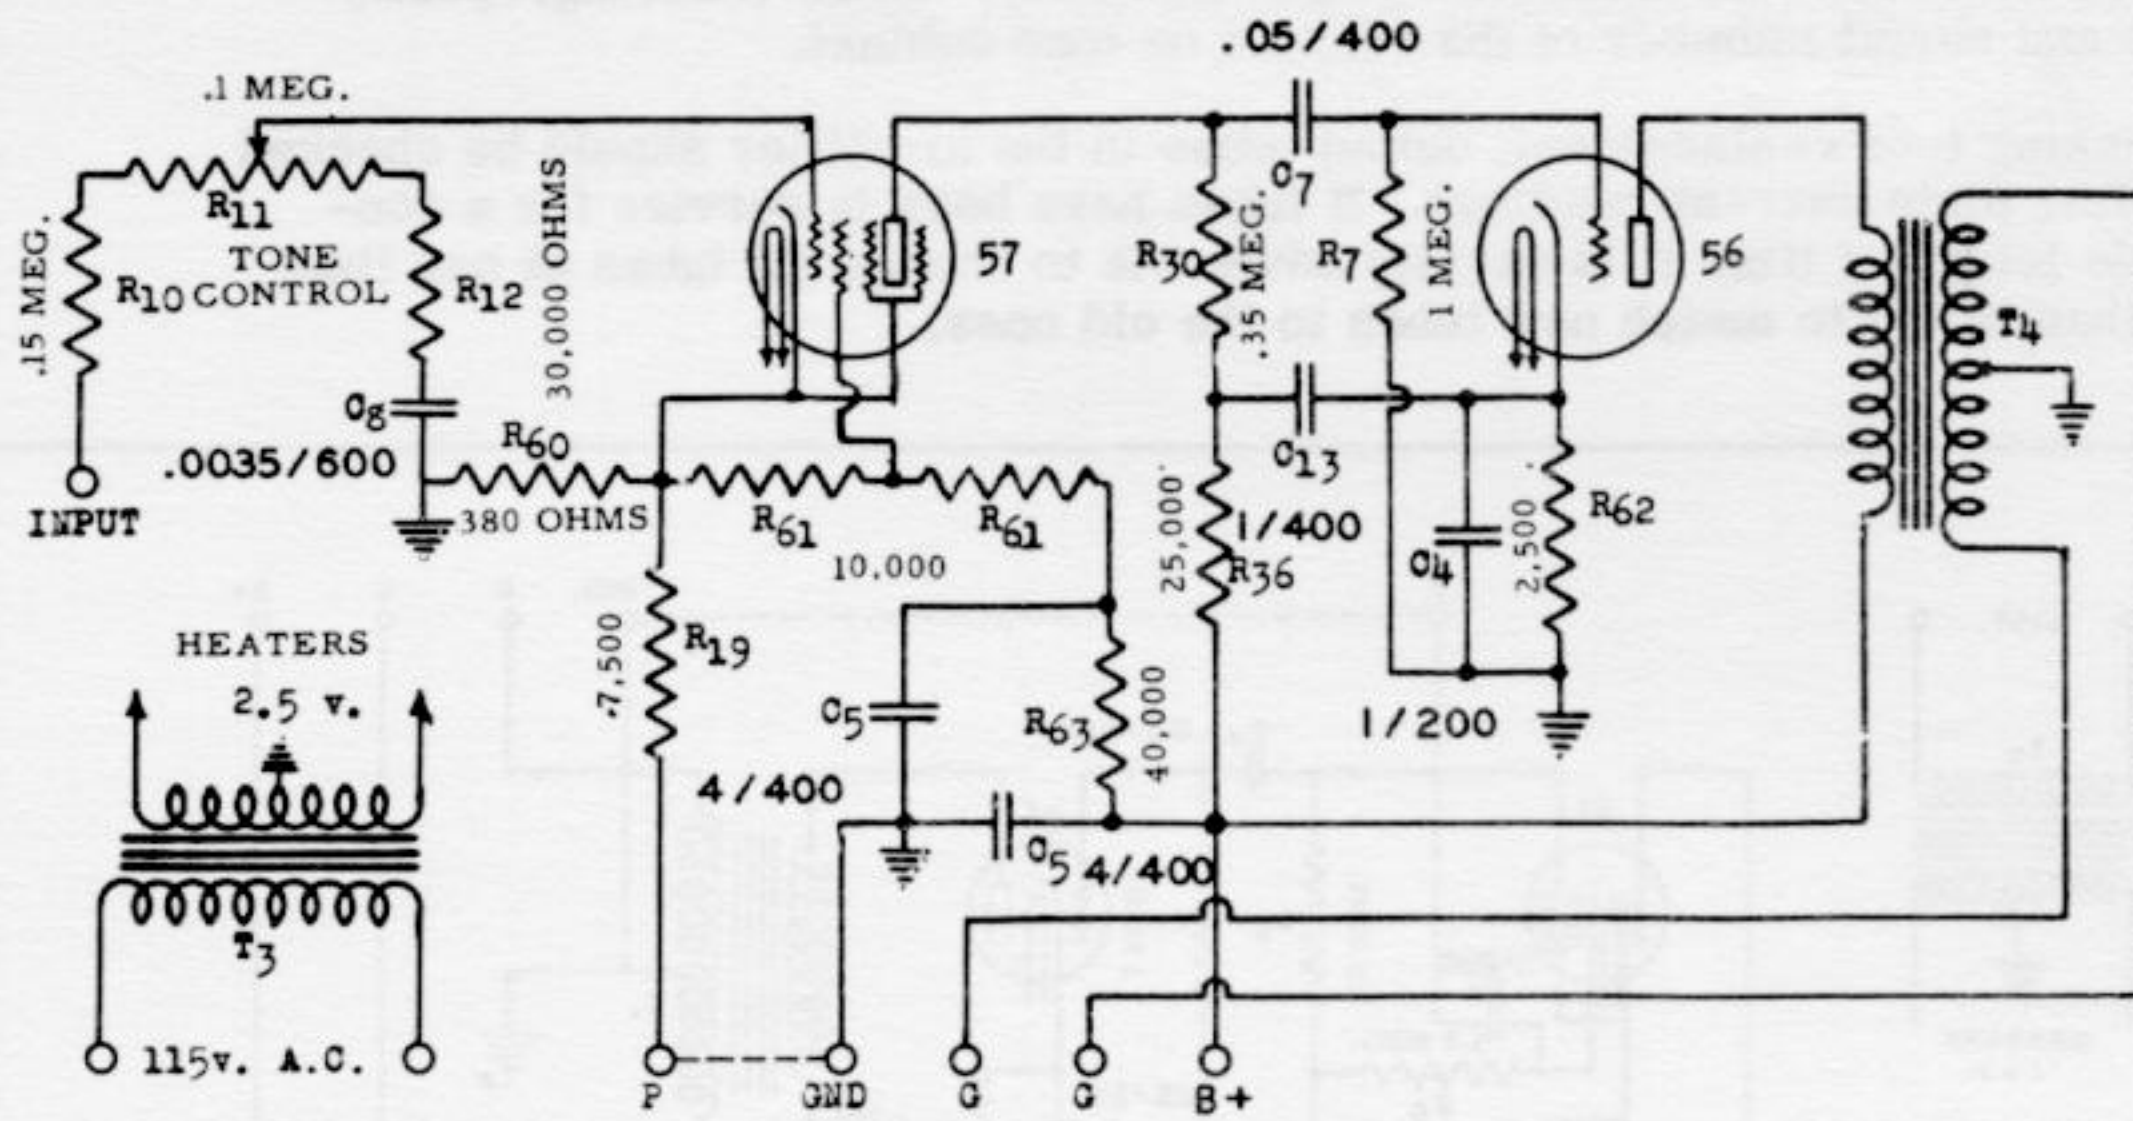 .05/400
.1 MEG.
C7
R11
TONE
CONTROL
.15 MEG.
R10
R12
30,000 OHMS
57
R30
.35 MEG.
R7
1 MEG.
56
T4
C8
.0035/600
R60
380 OHMS
INPUT
R61
R61
10.000
C13
1/400
25,000
R36
C4
2,500
R62
HEATERS
2.5 v.
.7,500
R19
C5
R63
40,000
1/200
4/400
C5
4/400
T3
115v. A.C.
P
GND
G
G
B+